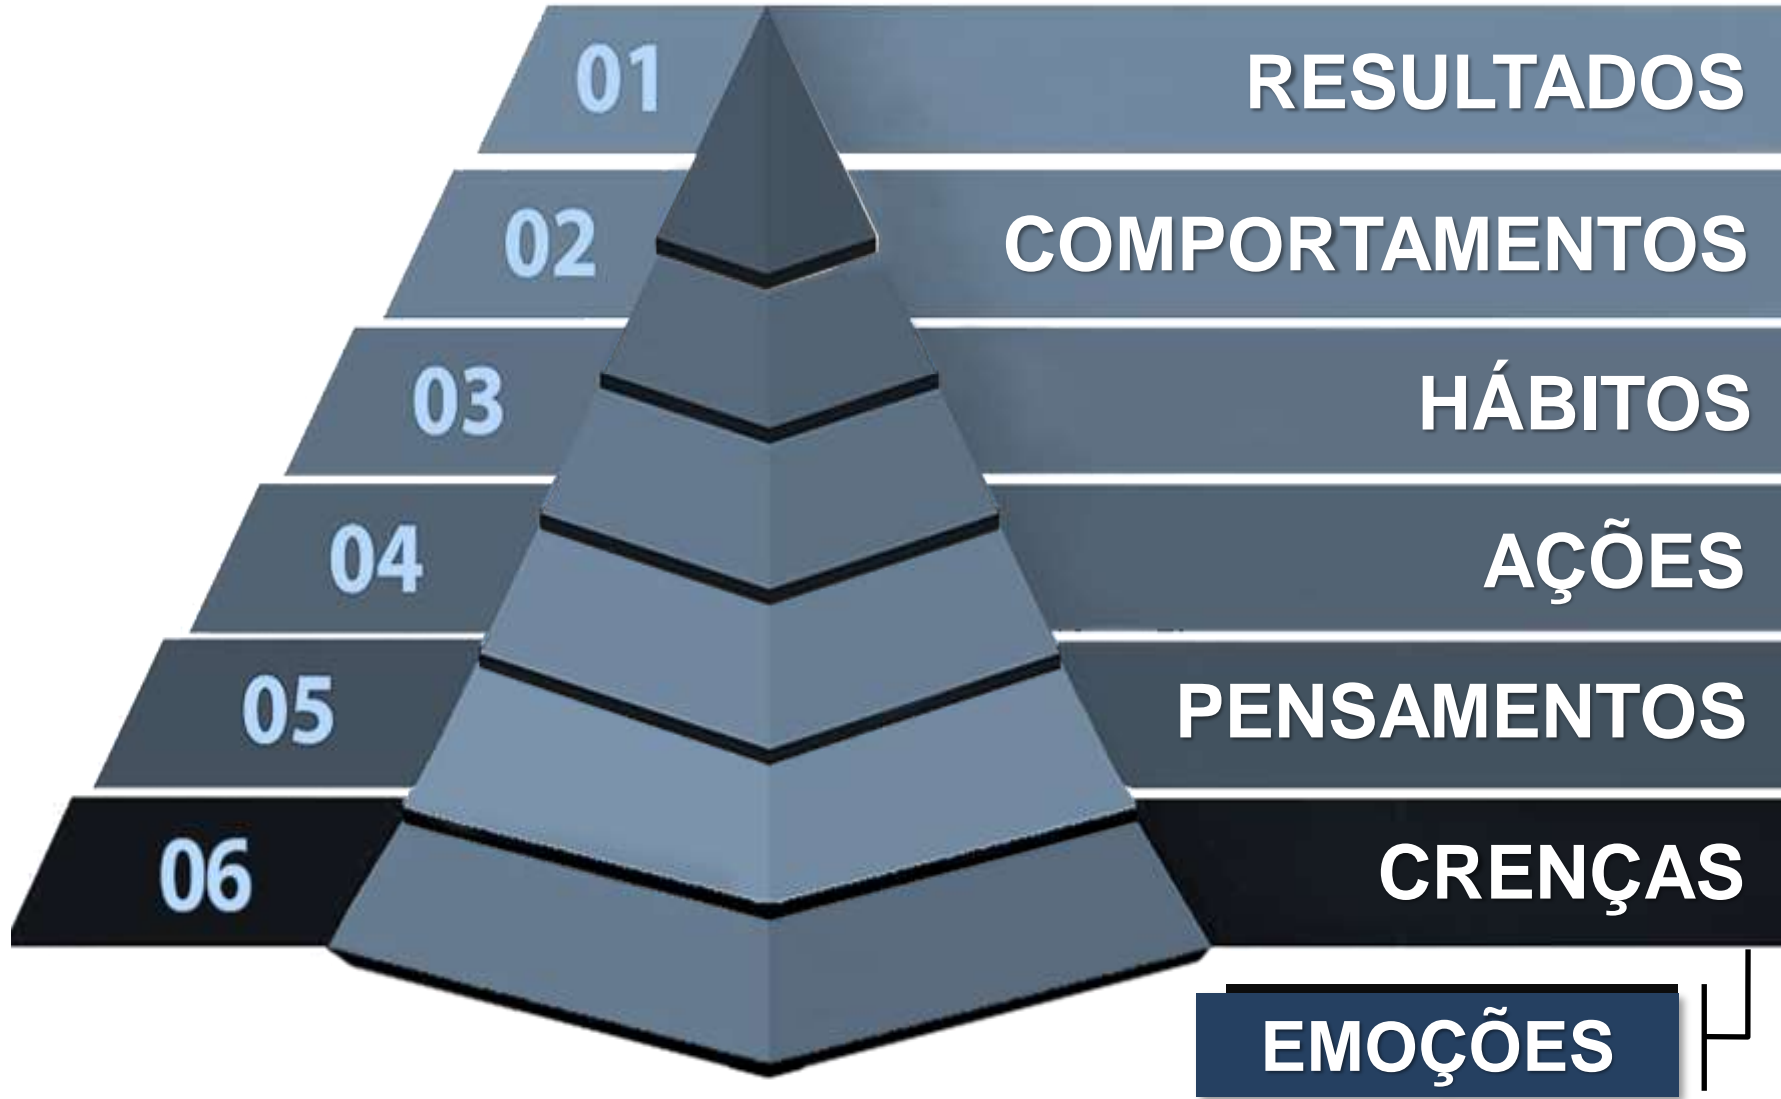 01 RESULTADOS
02 COMPORTAMENTOS
03 HÁBITOS
04 AÇÕES
05 PENSAMENTOS
06 CRENÇAS
EMOÇÕES